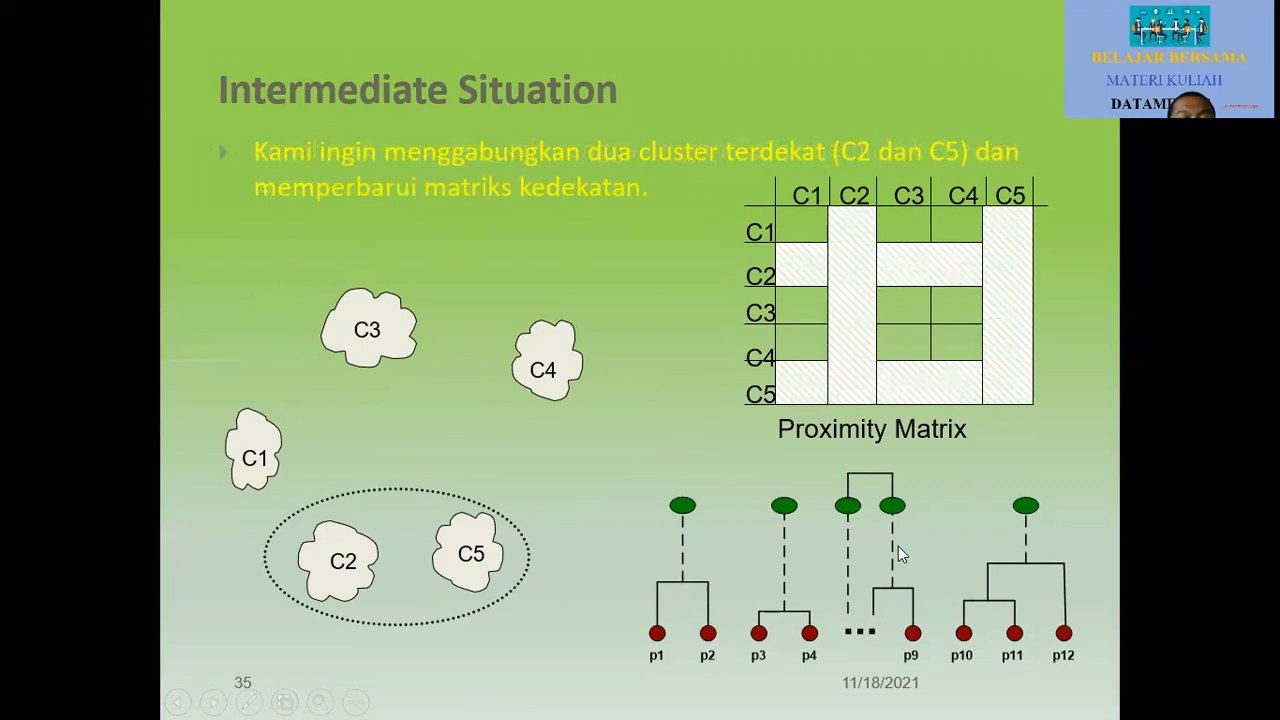 Intermediate Situation
BELAJAR BERSAMA
MATERI KULIAH
Kami ingin menggabungkan dua cluster terdekat (C2 dan C5) dan
memperbarui matriks kedekatan.
C1 C2 C3 C4 C5
C1
C2
C3
C4
C5
Proximity Matrix
C3
C4
C1
C2
C5
...
p1 p2 p3 p4 p9 p10 p11 p12
35
11/18/2021